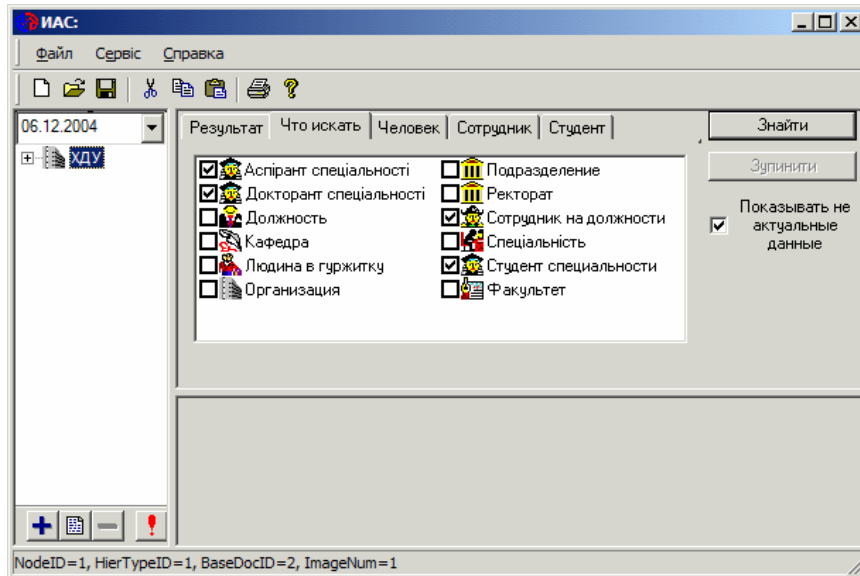 ИАС:
Файл Сервіс Справка
06.12.2004
ХДУ
Результат Что искать Человек Сотрудник Студент
Аспірант спеціальності
Докторант спеціальності
Должность
Кафедра
Людина в гуржитку
Организация
Подразделение
Ректорат
Сотрудник на должности
Спеціальність
Студент специальности
Факультет
Знайти
Зупинити
Показывать не
актуальные
данные
NodeID=1, HierTypeID=1, BaseDocID=2, ImageNum=1